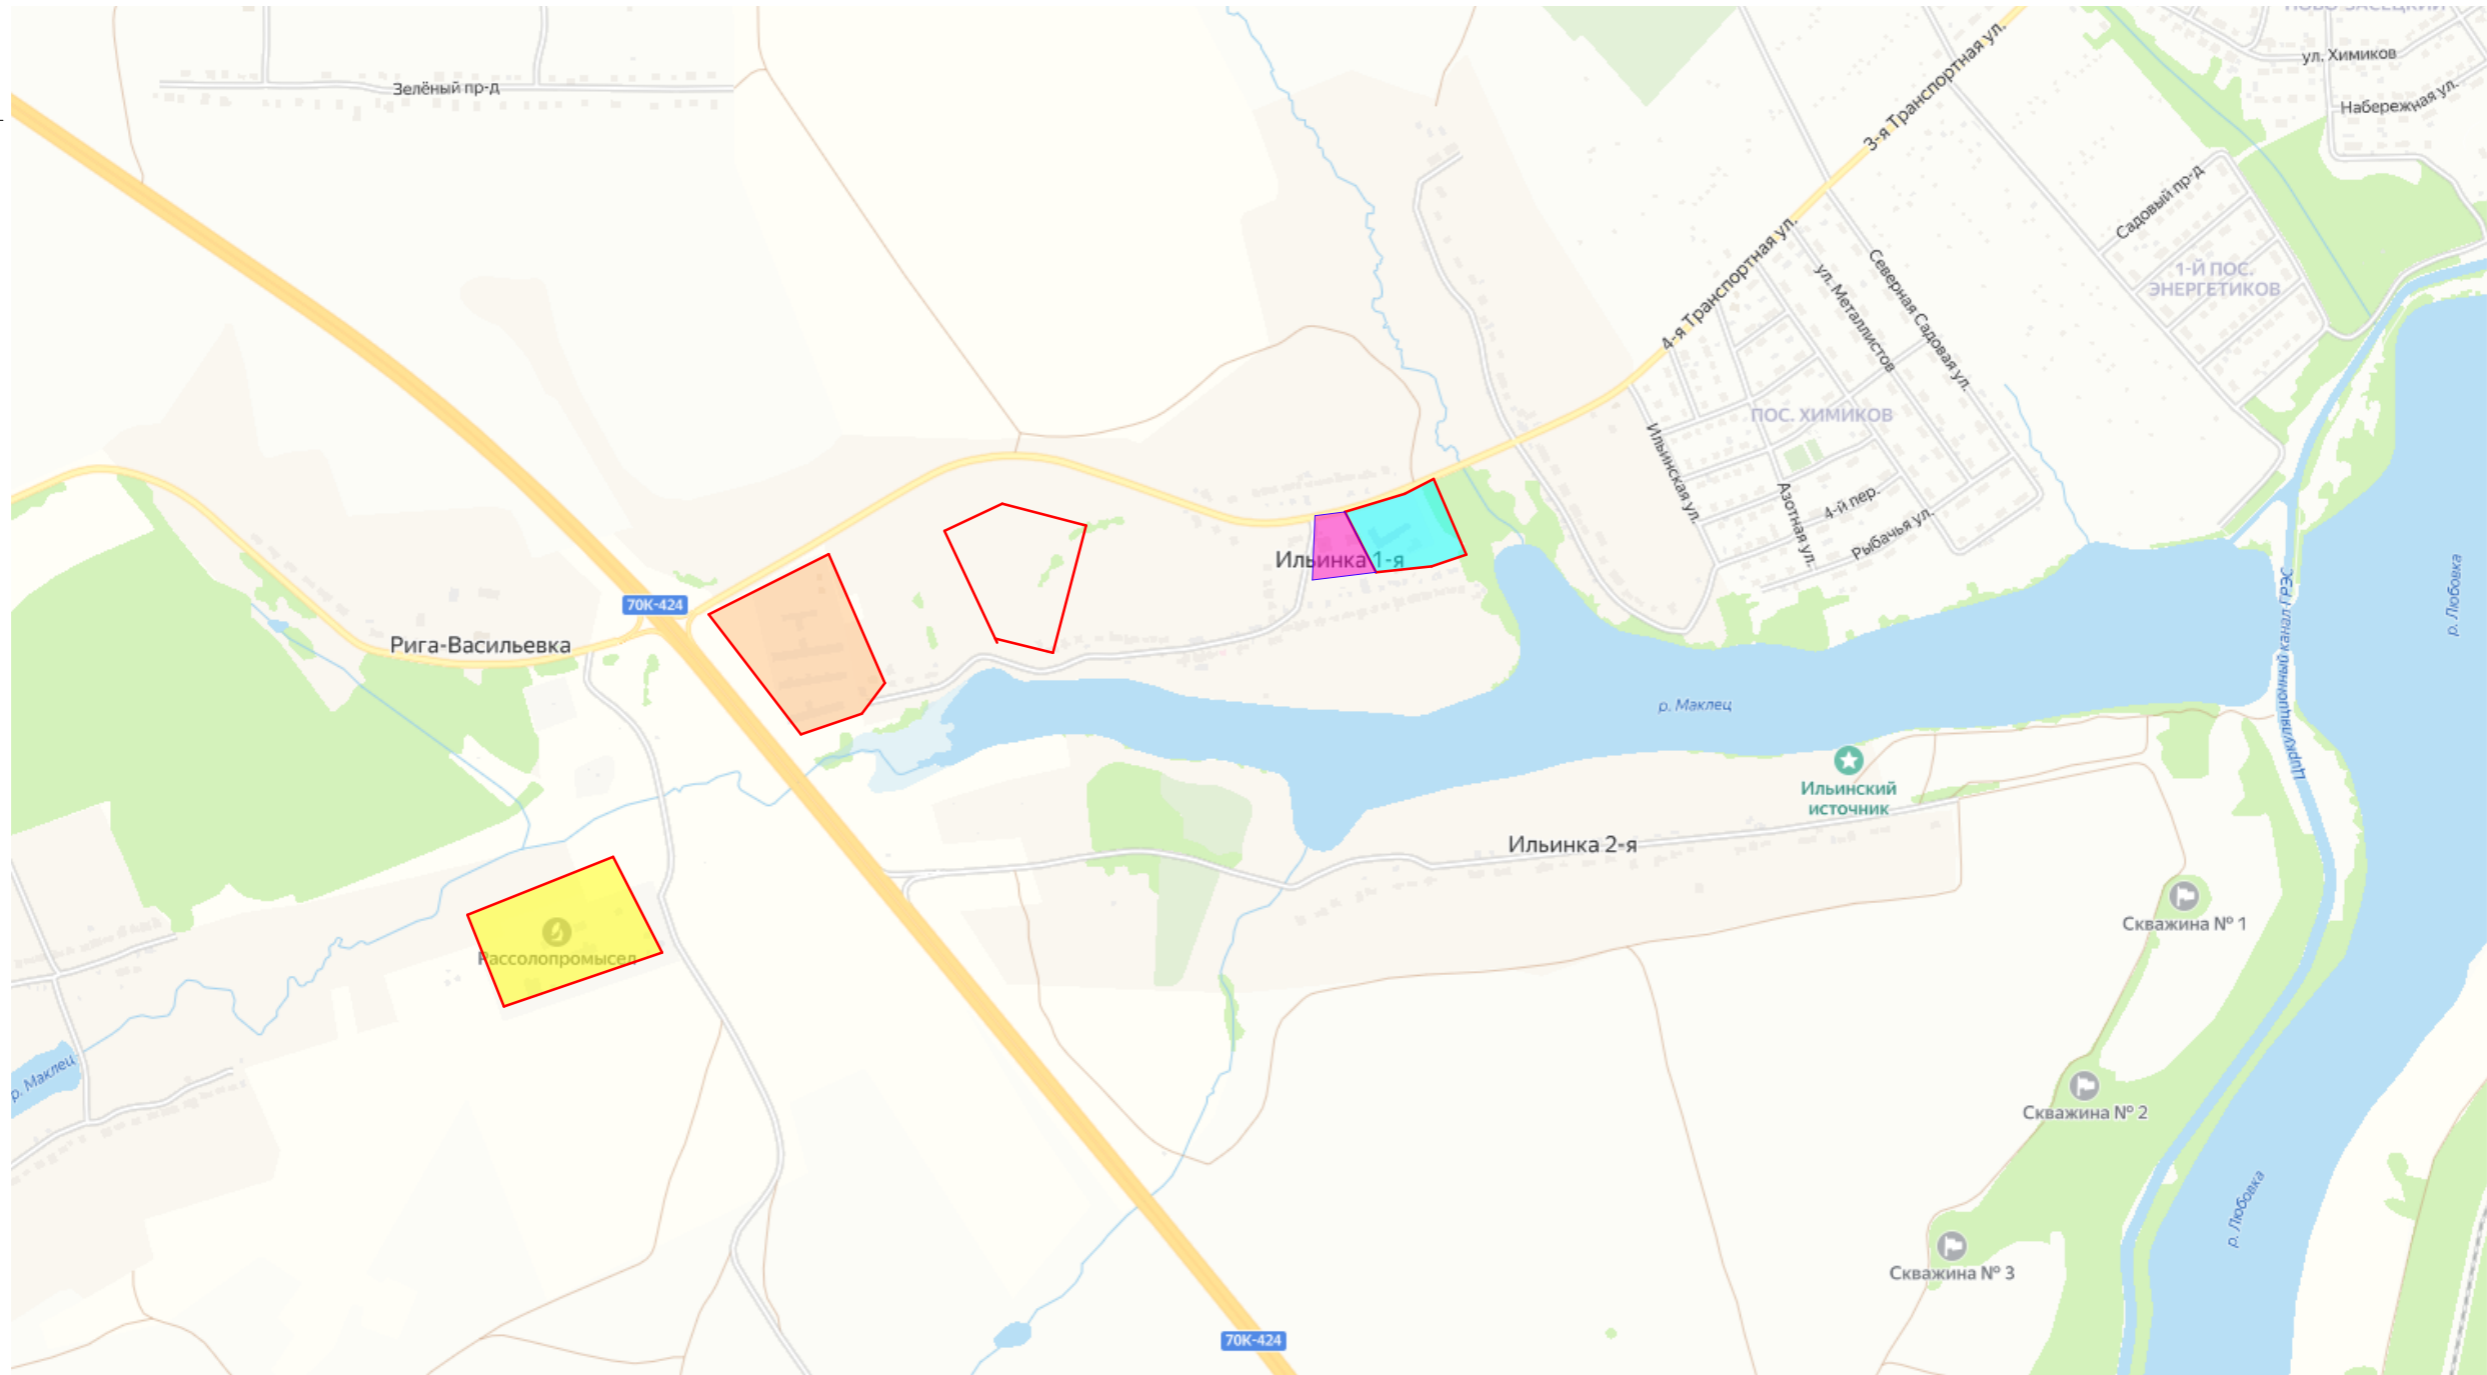 НОВО-ЗАСЕЦКИЙ
ул. Химиков
Набережная ул.
Зелёный пр-д
3-я Транспортная ул.
4-я Транспортная ул.
Садовый пр-д
1-Й ПОС.
ЭНЕРГЕТИКОВ
Северная Садовая ул.
ул. Металлистов
ПОС. ХИМИКОВ
Ильинская ул.
Азотная ул.
4-й пер.
Рыбачья ул.
Ильинка 1-я
70К-424
Рига-Васильевка
р. Любовка
Циркуляционный канал ГРЭС
р. Маклец
Ильинский
источник
Ильинка 2-я
Скважина № 1
Рассолопромысел
р. Маклец
Скважина № 2
р. Любовка
Скважина № 3
70К-424